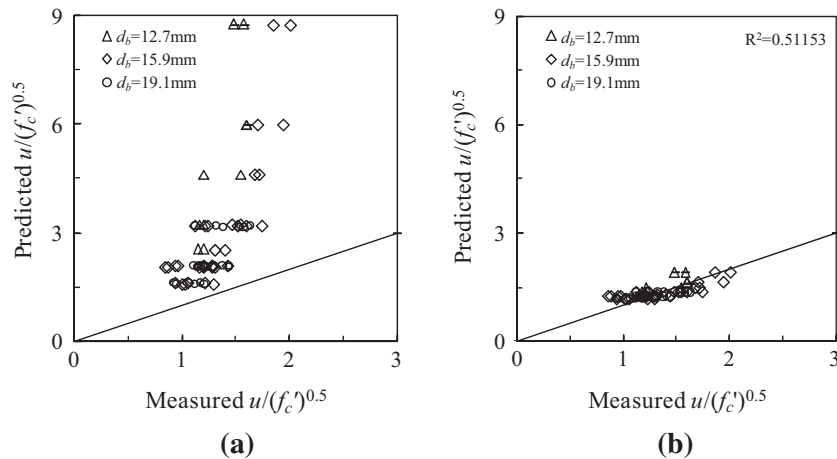 9
6
3
0
0
1
2
3
Predicted u/(f_c')^0.5
Measured u/(f_c')^0.5
d_b=12.7mm
d_b=15.9mm
d_b=19.1mm
(a)
9
6
3
0
0
1
2
3
Predicted u/(f_c')^0.5
Measured u/(f_c')^0.5
d_b=12.7mm
d_b=15.9mm
d_b=19.1mm
R²=0.51153
(b)